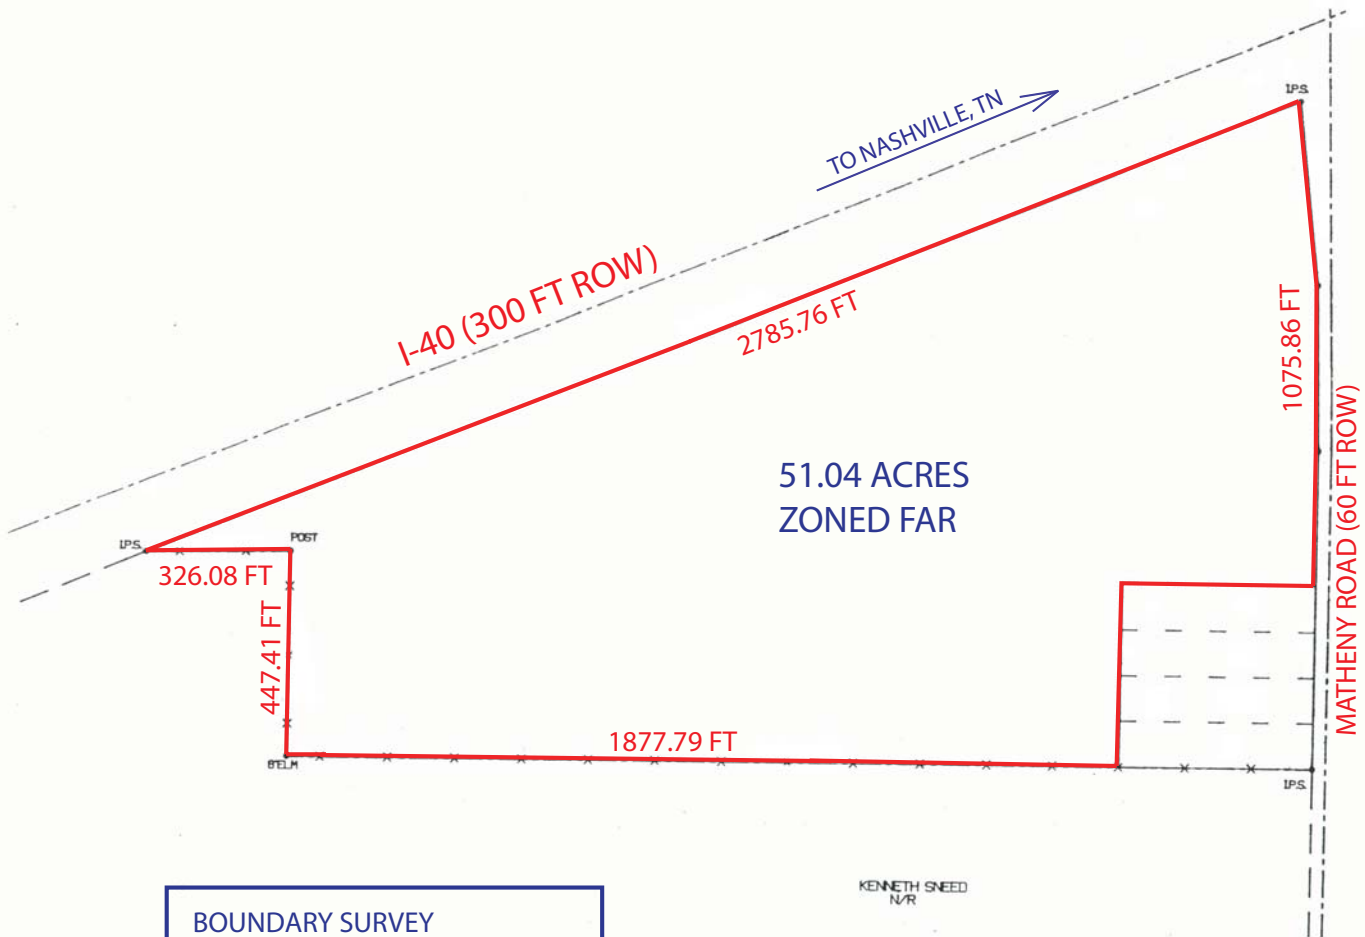 I.P.S.
TO NASHVILLE, TN
I-40 (300 FT ROW)
2785.76 FT
1075.86 FT
MATHENY ROAD (60 FT ROW)
51.04 ACRES
ZONED FAR
I.P.S.
POST
326.08 FT
447.41 FT
1877.79 FT
I.P.S.
KENNETH SNEED
N/R
BOUNDARY SURVEY